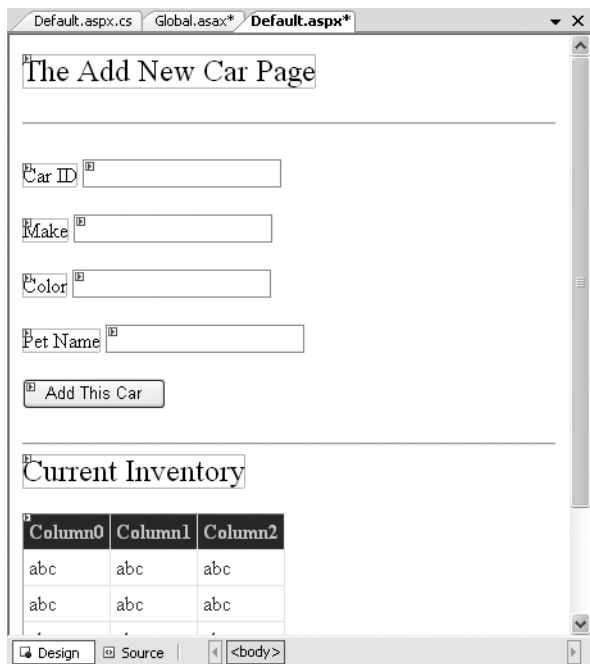 Default.aspx.cs Global.asax* Default.aspx*
The Add New Car Page
Car ID
Make
Color
Pet Name
Add This Car
Current Inventory
Column0 Column1 Column2
abc abc abc
abc abc abc
Design Source <body>